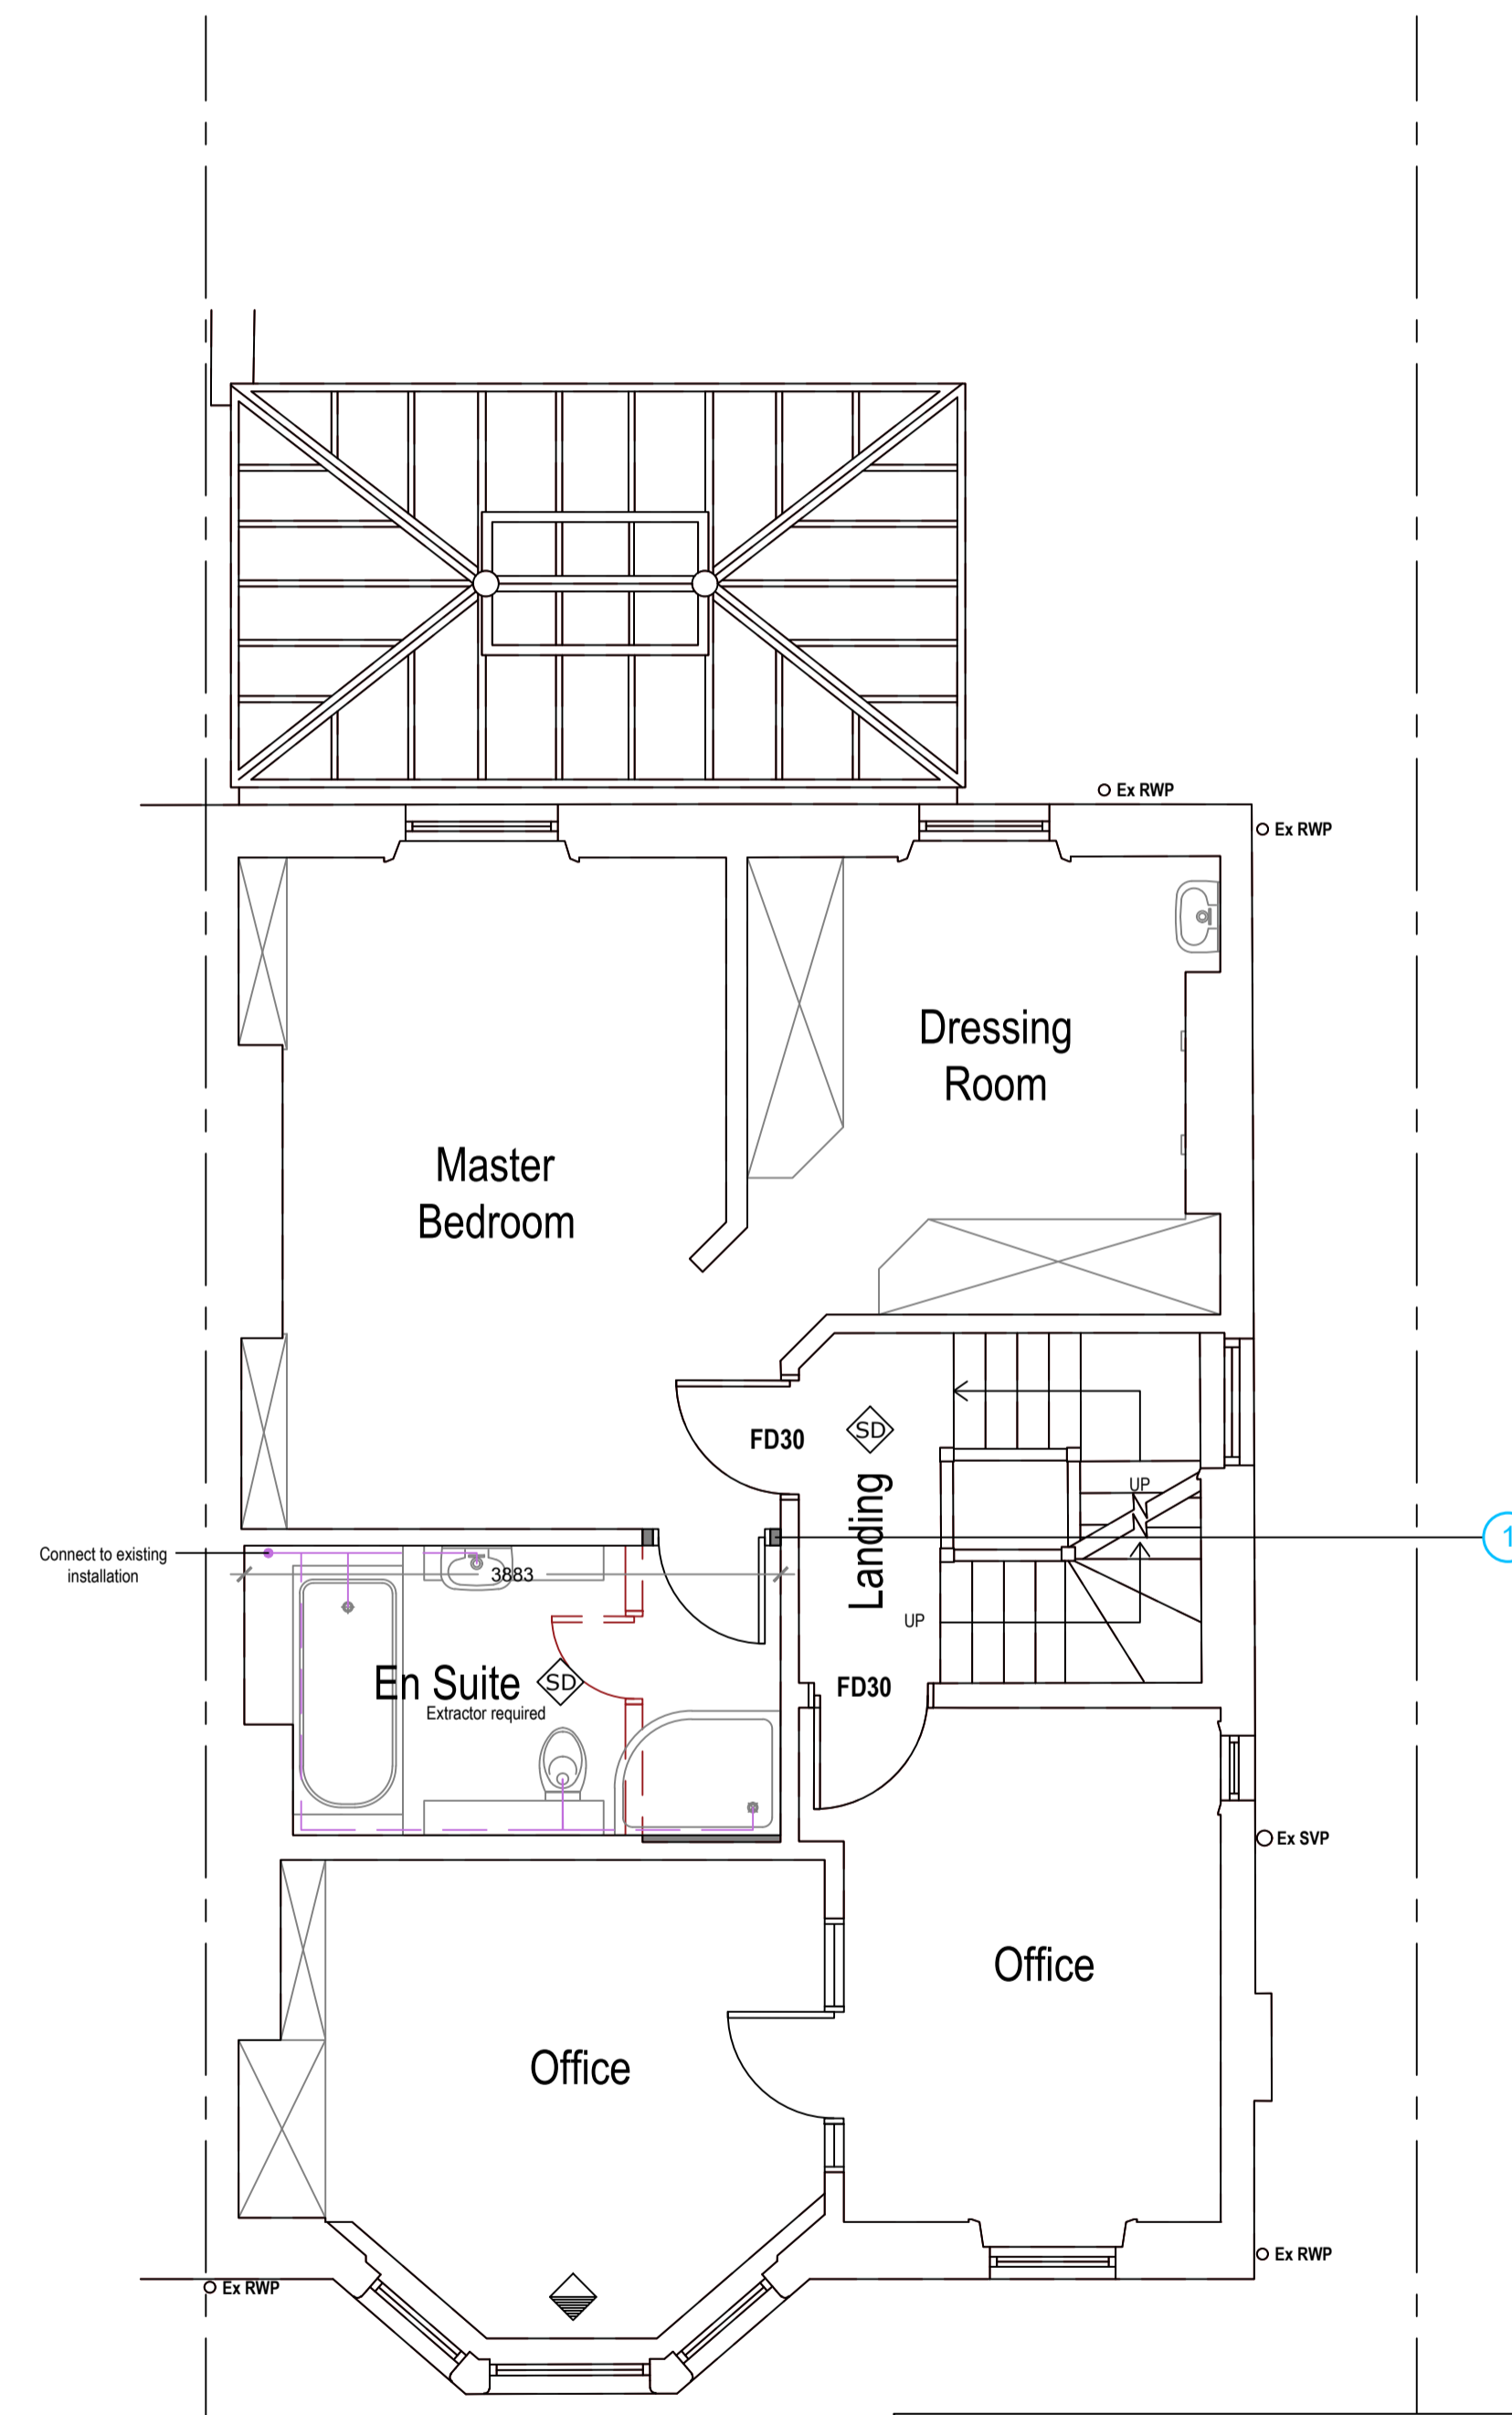 Ex RWP
Ex RWP
Dressing
Room
Master
Bedroom
FD30
SD
UP
Landing
1
Connect to existing
installation
3883
UP
En Suite
SD
Extractor required
FD30
Ex SVP
Office
Office
Ex RWP
Ex RWP